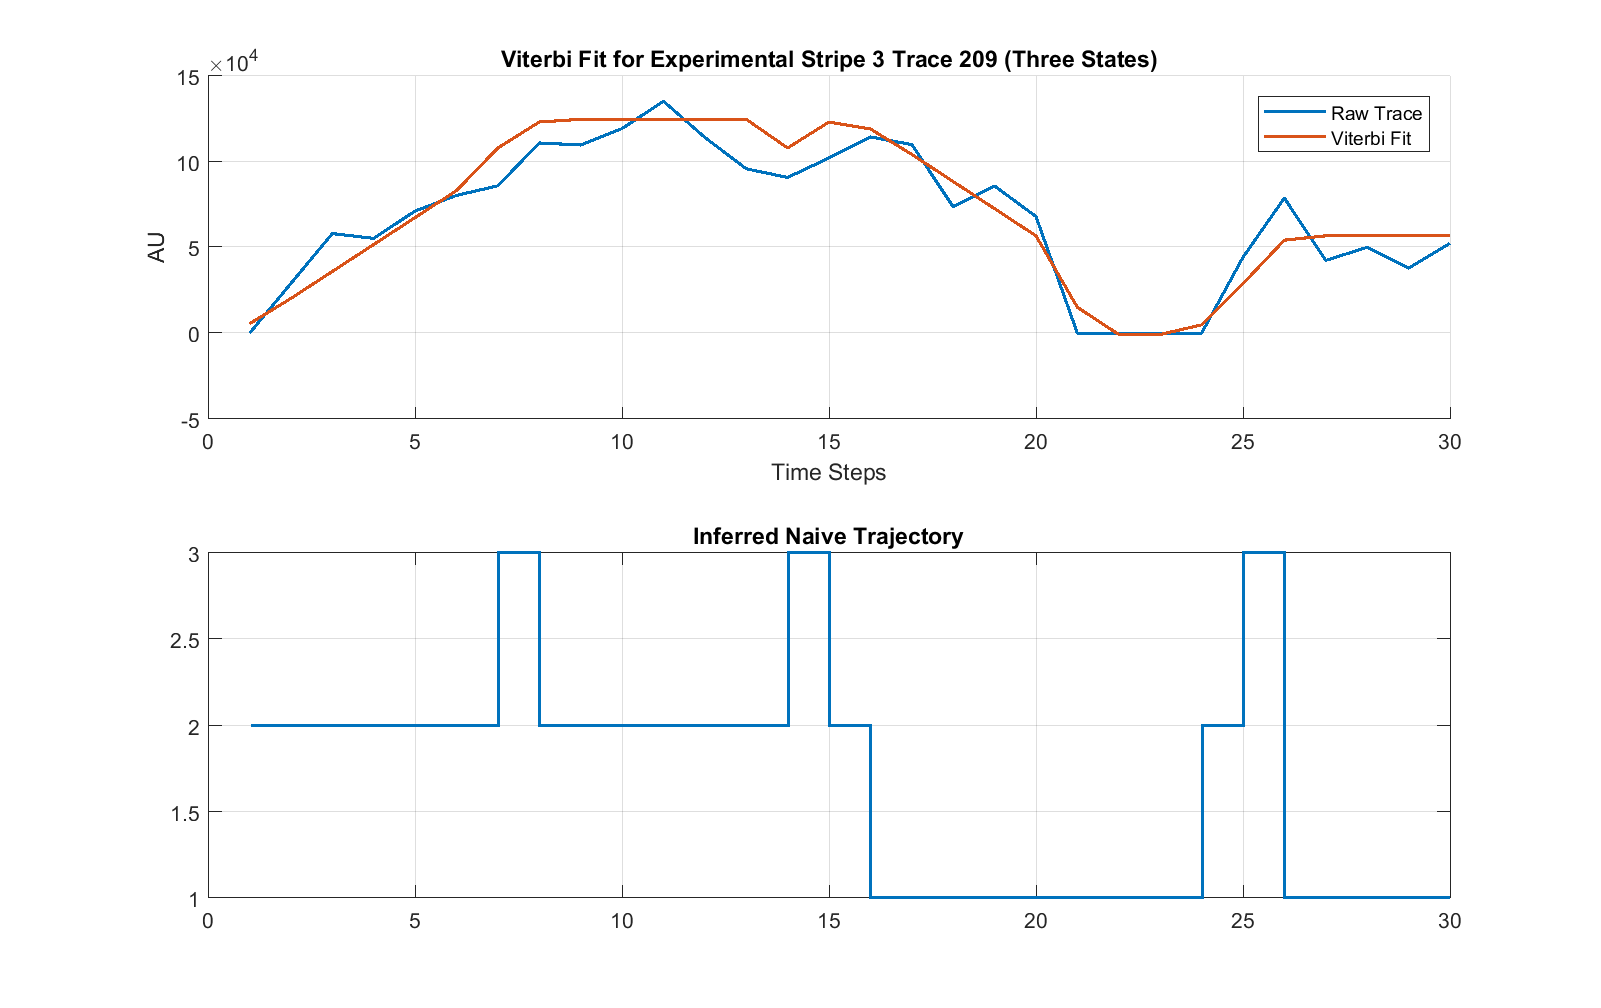 Viterbi Fit for Experimental Stripe 3 Trace 209 (Three States)
×10⁴
15
10
5
0
-5
AU
Raw Trace
Viterbi Fit
0 5 10 15 20 25 30
Time Steps
Inferred Naive Trajectory
3
2.5
2
1.5
1
0 5 10 15 20 25 30